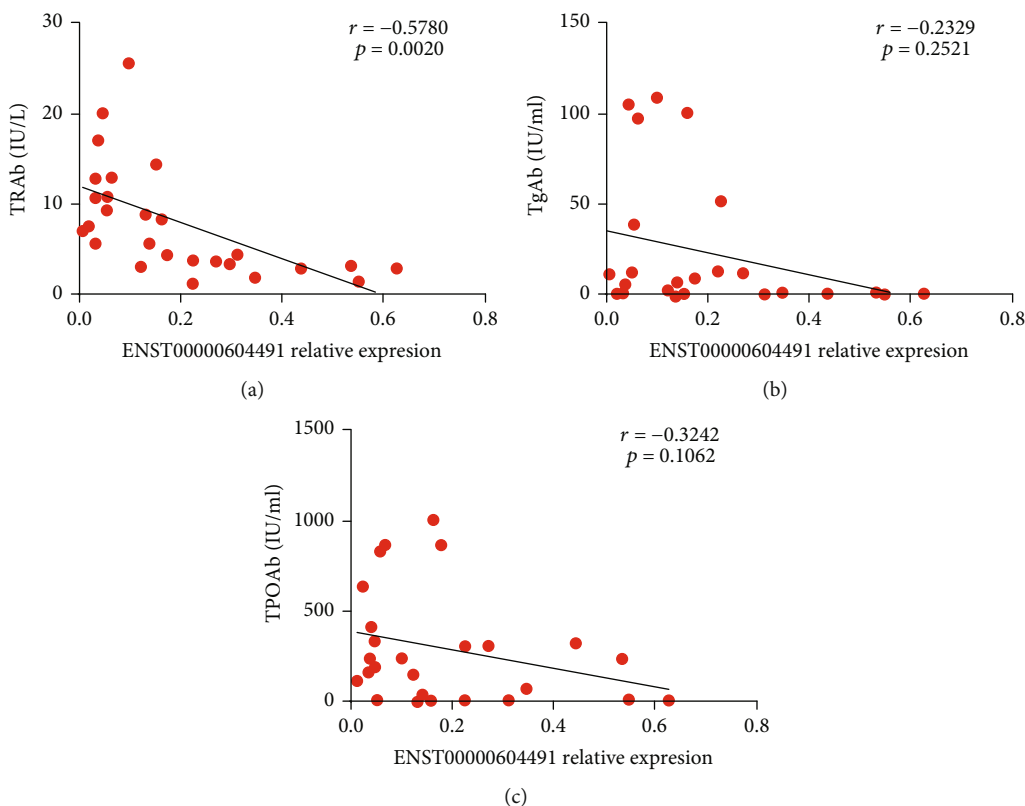 r = −0.5780
p = 0.0020
30
20
10
0
TRAb (IU/L)
0.0
0.2
0.4
0.6
0.8
ENST00000604491 relative expresion
(a)
r = −0.2329
p = 0.2521
150
100
50
0
TgAb (IU/ml)
0.0
0.2
0.4
0.6
0.8
ENST00000604491 relative expresion
(b)
r = −0.3242
p = 0.1062
1500
1000
500
0
TPOAb (IU/ml)
0.0
0.2
0.4
0.6
0.8
ENST00000604491 relative expresion
(c)